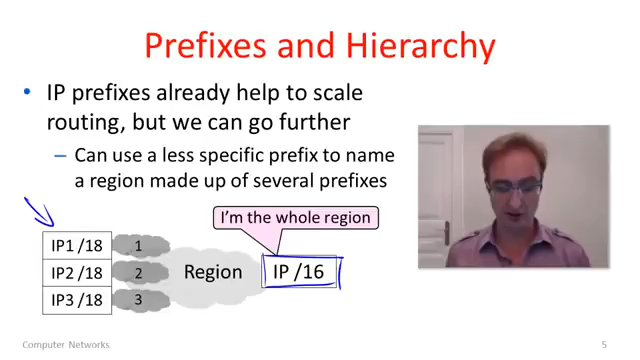 Prefixes and Hierarchy
• IP prefixes already help to scale
routing, but we can go further
– Can use a less specific prefix to name
a region made up of several prefixes
I'm the whole region
IP1 /18 1
IP2 /18 2 Region IP /16
IP3 /18 3
Computer Networks 5